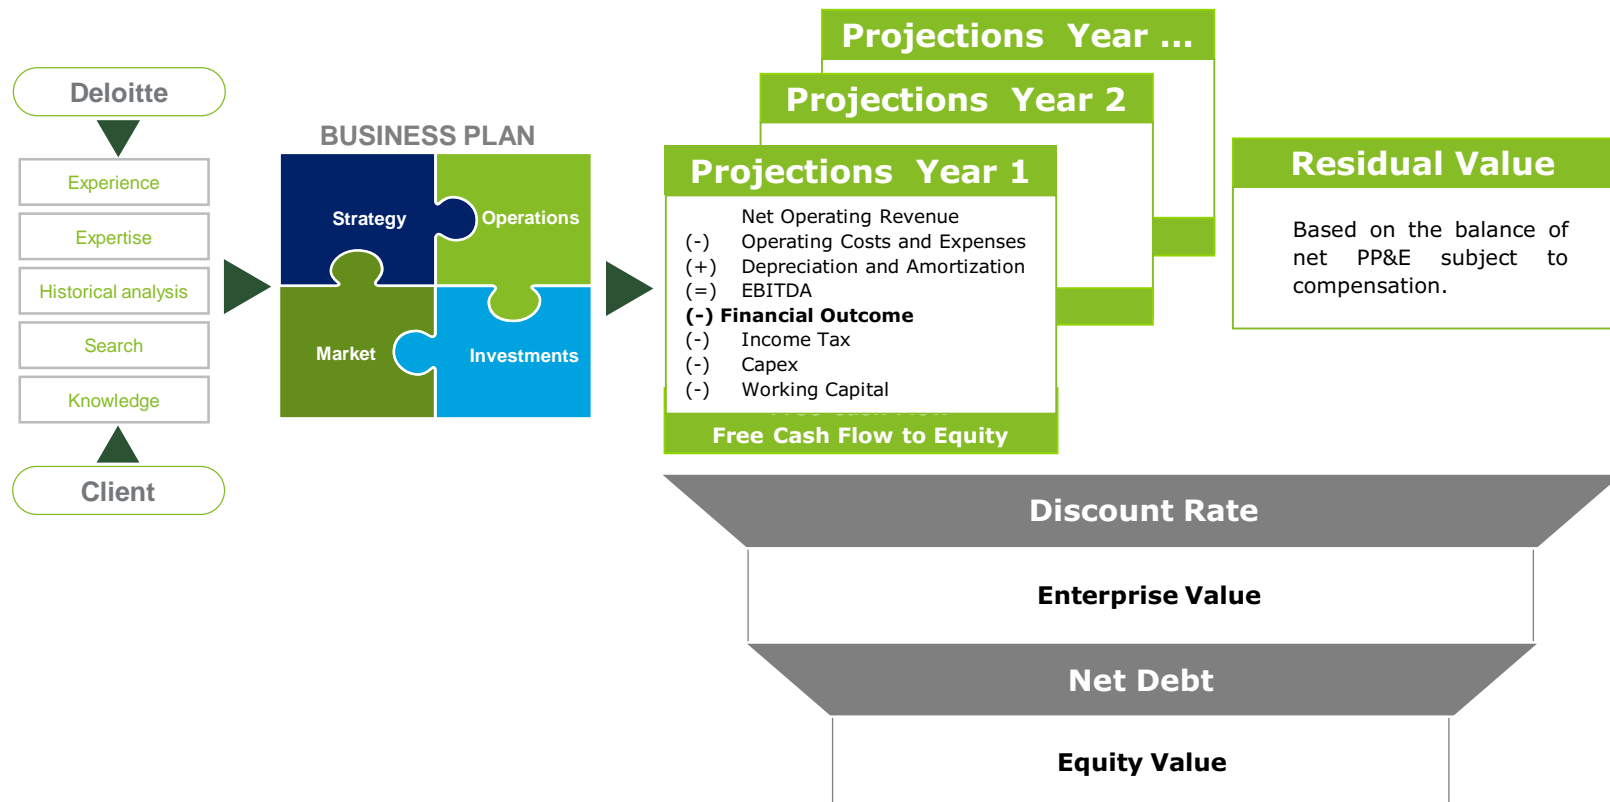 Deloitte
Experience
Expertise
Historical analysis
Search
Knowledge
Client
BUSINESS PLAN
Strategy
Operations
Market
Investments
Projections Year ...
Projections Year 2
Projections Year 1
Net Operating Revenue
(-) Operating Costs and Expenses
(+) Depreciation and Amortization
(=) EBITDA
(-) Financial Outcome
(-) Income Tax
(-) Capex
(-) Working Capital
Free Cash Flow to Equity
Residual Value
Based on the balance of
net PP&E subject to
compensation.
Discount Rate
Enterprise Value
Net Debt
Equity Value